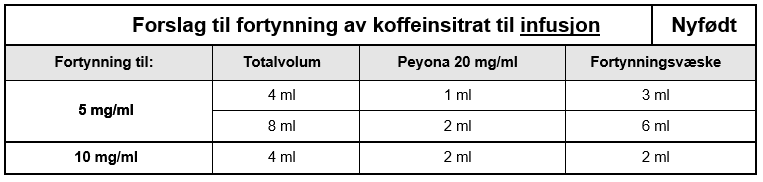 Forslag til fortynning av koffeinsitrat til infusjon Nyfødt
Fortynning til: Totalvolum Peyona 20 mg/ml Fortynningsvæske
5 mg/ml 4 ml 1 ml 3 ml
8 ml 2 ml 6 ml
10 mg/ml 4 ml 2 ml 2 ml